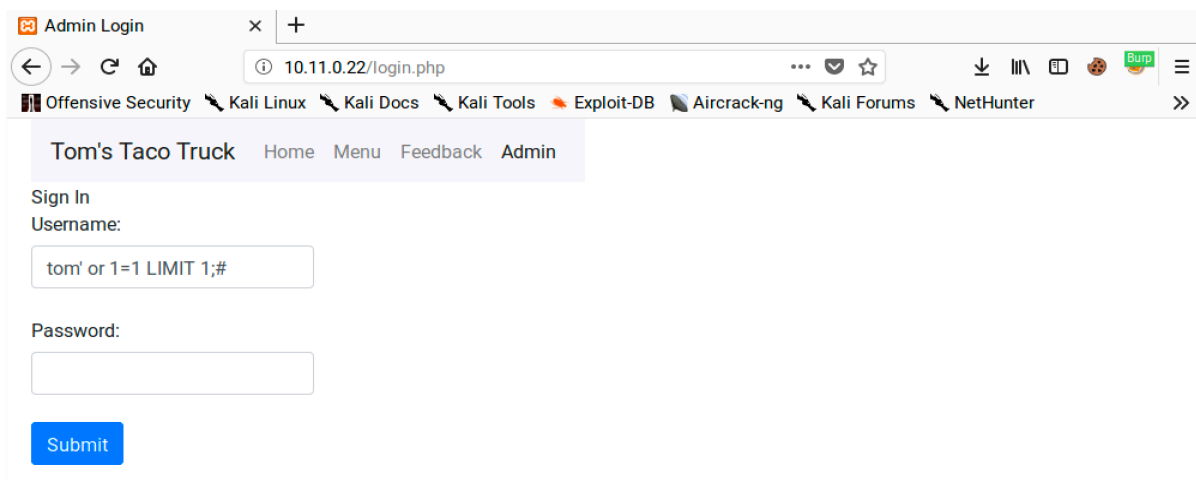 Admin Login
10.11.0.22/login.php
Burp
Offensive Security Kali Linux Kali Docs Kali Tools Exploit-DB Aircrack-ng Kali Forums NetHunter
Tom's Taco Truck Home Menu Feedback Admin
Sign In
Username:
tom' or 1=1 LIMIT 1;#
Password:
Submit